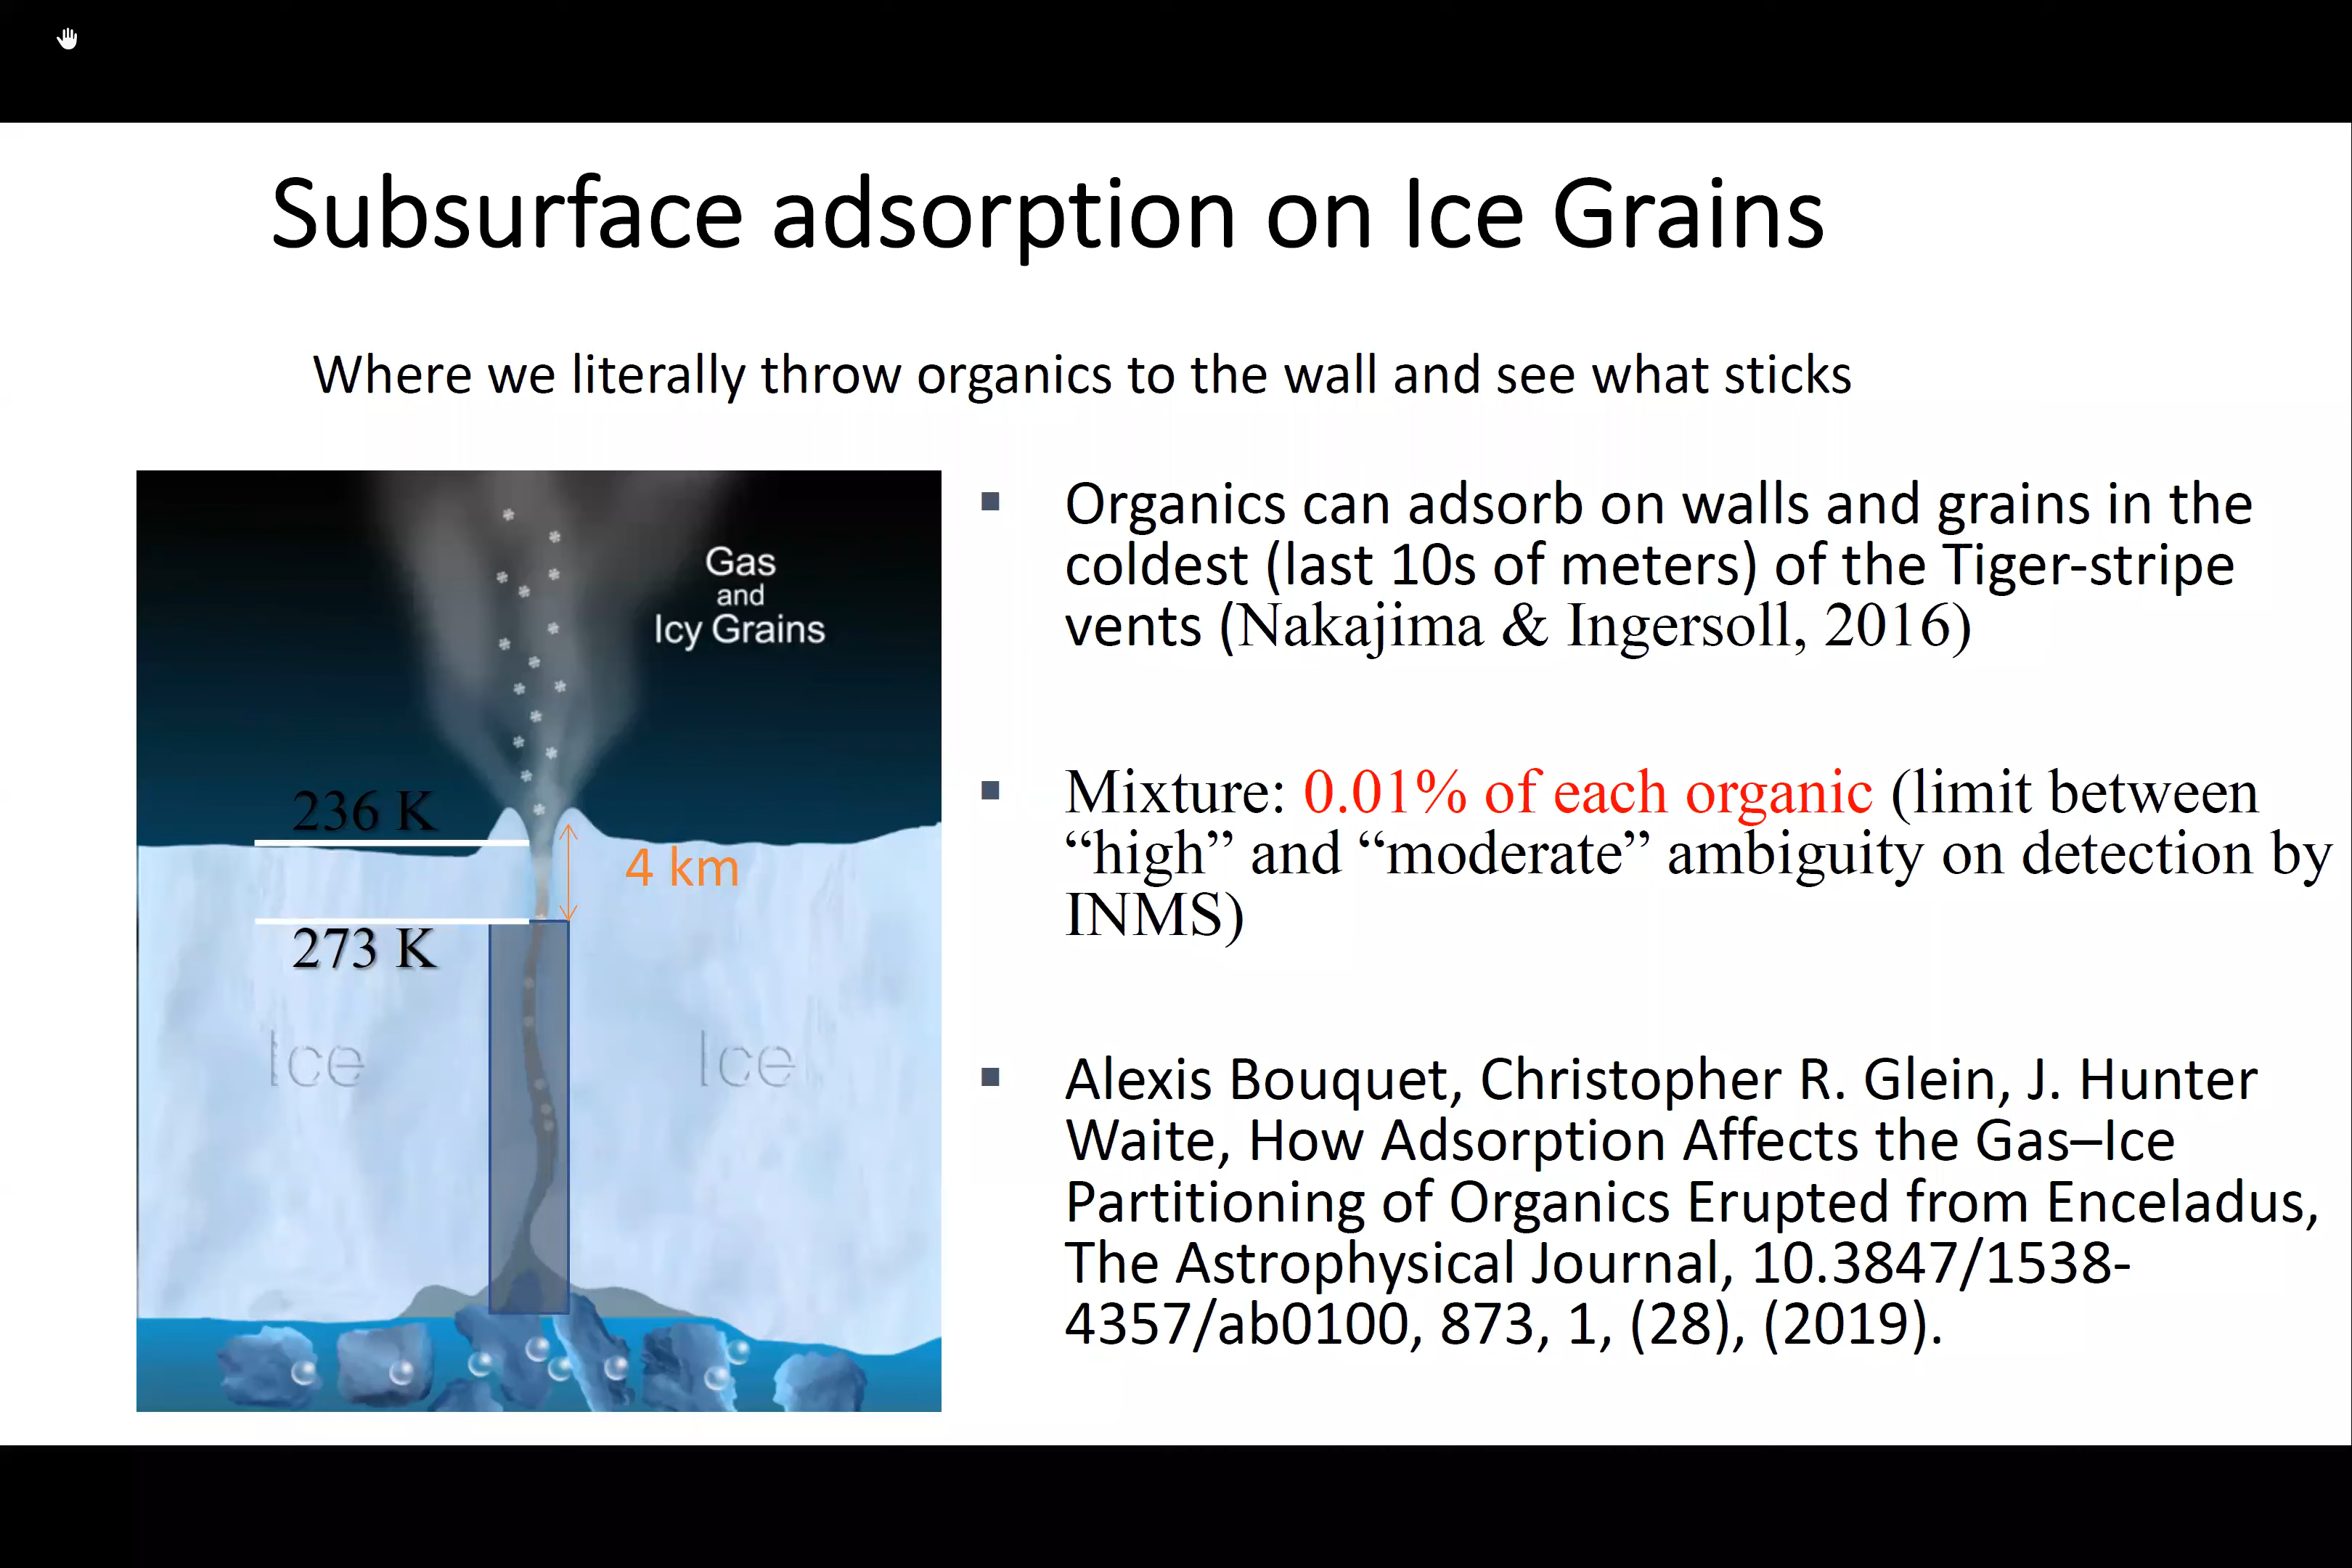 Subsurface adsorption on Ice Grains
Where we literally throw organics to the wall and see what sticks
Gas
and
Icy Grains
236 K
4 km
273 K
Ice
Ice
Organics can adsorb on walls and grains in the
coldest (last 10s of meters) of the Tiger-stripe
vents (Nakajima & Ingersoll, 2016)
Mixture: 0.01% of each organic (limit between
“high” and “moderate” ambiguity on detection by
INMS)
Alexis Bouquet, Christopher R. Glein, J. Hunter
Waite, How Adsorption Affects the Gas–Ice
Partitioning of Organics Erupted from Enceladus,
The Astrophysical Journal, 10.3847/1538-
4357/ab0100, 873, 1, (28), (2019).